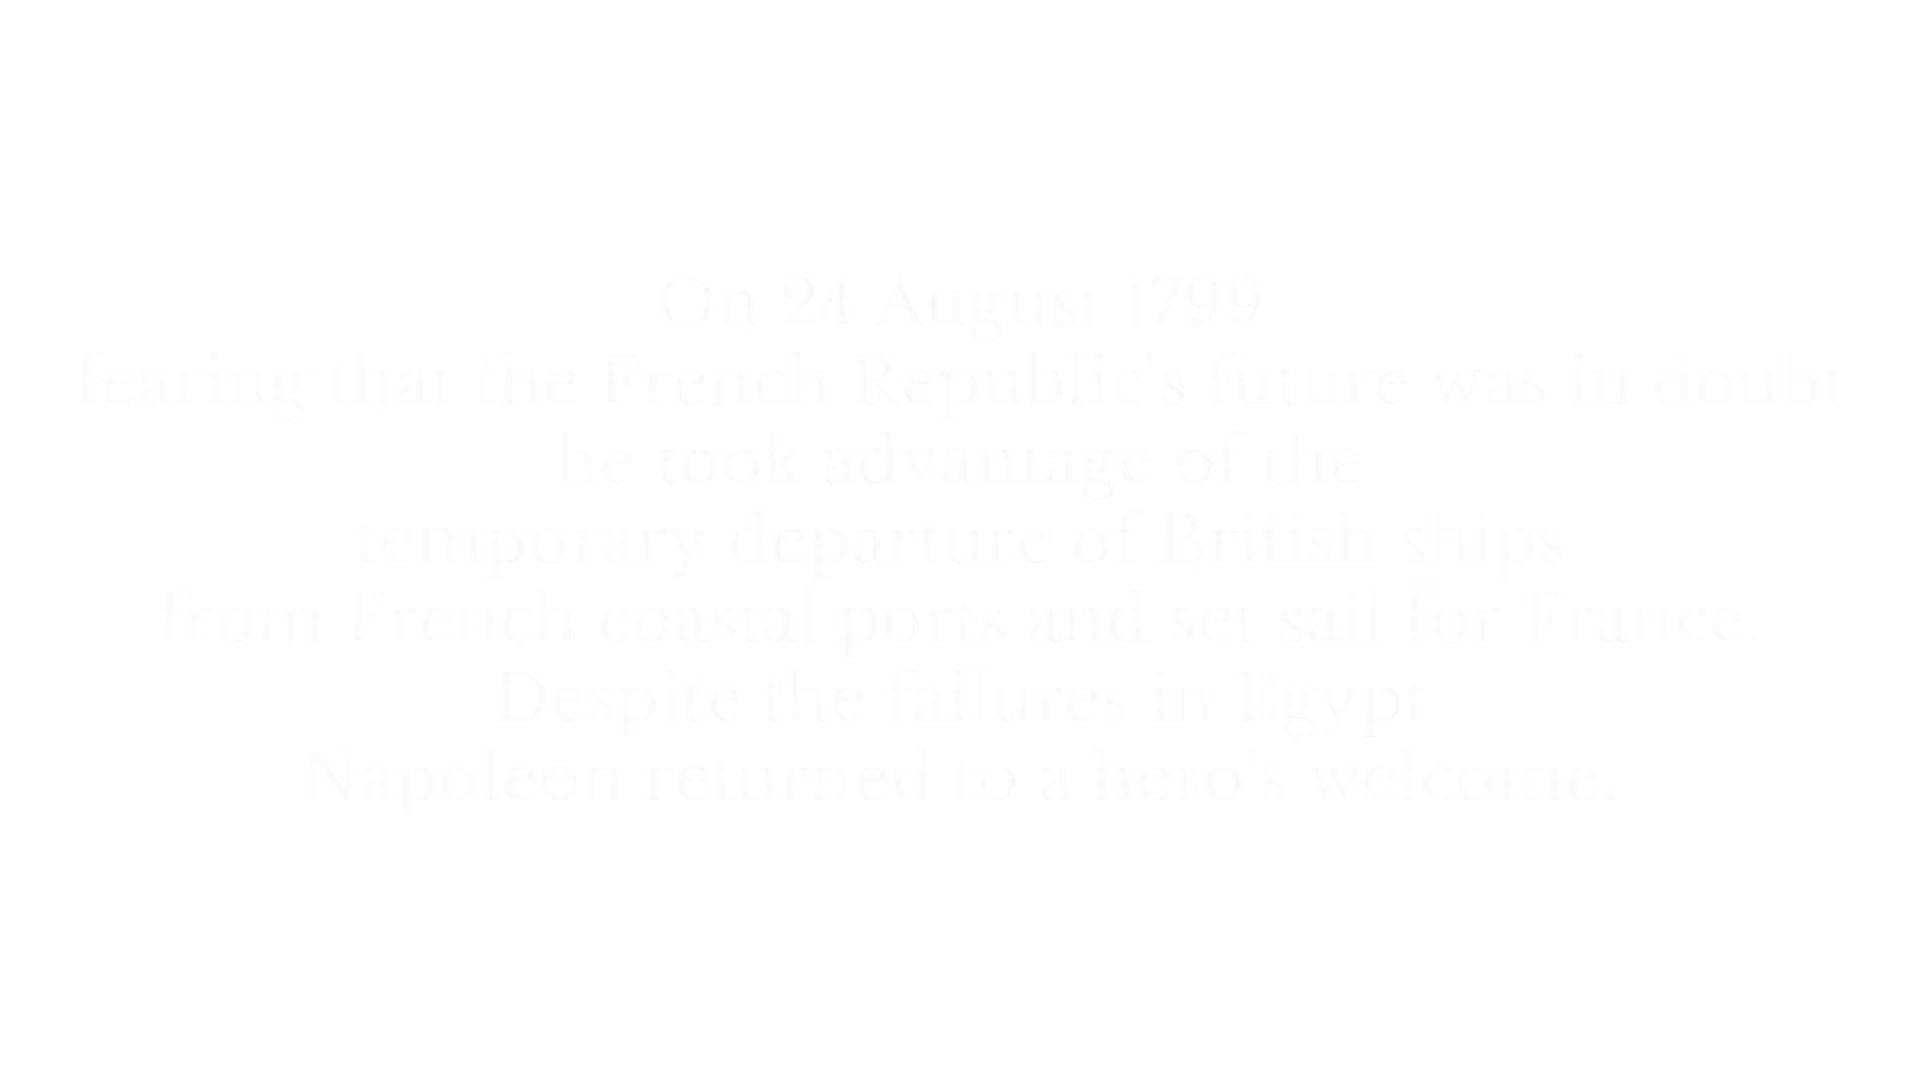 On 24 August 1799
fearing that the French Republic's future was in doubt
he took advantage of the
temporary departure of British ships
from French coastal ports and set sail for France.
Despite the failures in Egypt
Napoleon returned to a hero's welcome.